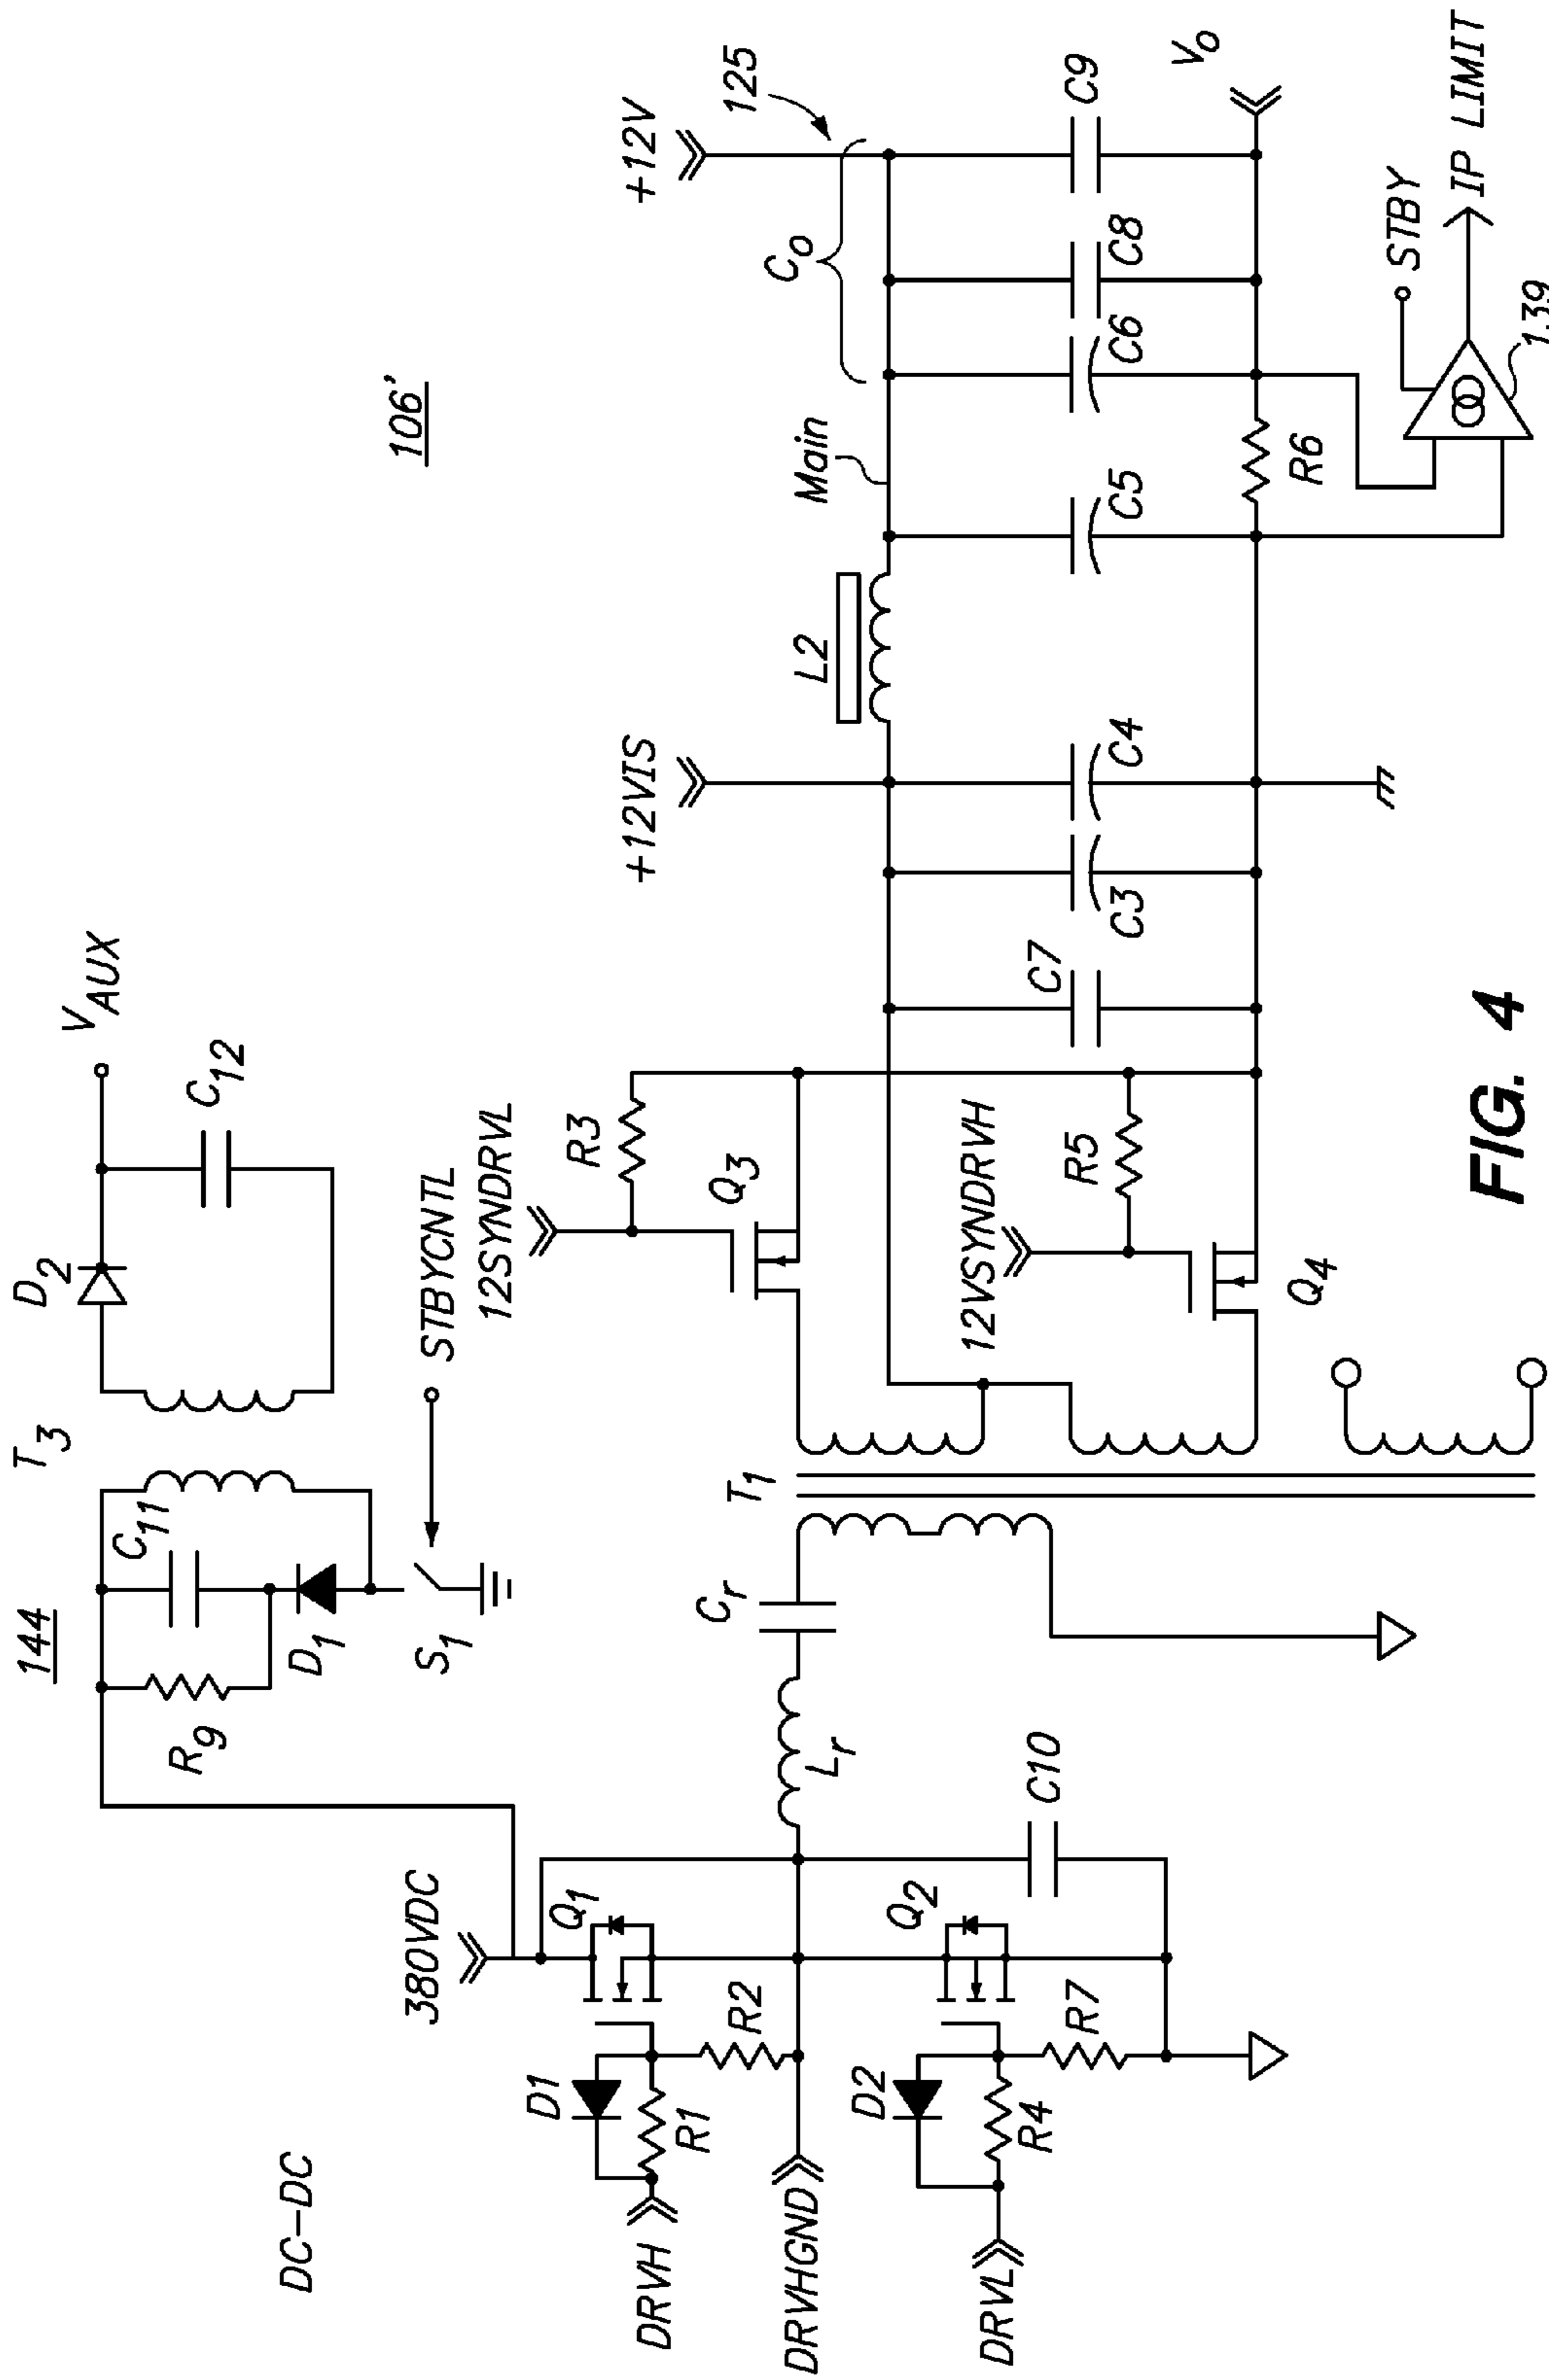 DC-DC
106'
144
T3
VAUX
D2
C12
C11
R9
D1
S1
STBYCNTL
380VDC
12SYNDRVL
+12VIS
+12V
125
R3
Q3
Q1
D1
R1
R2
DRVH
DRVHGND
Lr
Cr
T1
L2
Main
Co
12VSYNDRVH
R5
Q4
C7
C3
C4
C5
C6
C8
C9
Vo
R6
D2
Q2
R4
R7
C10
DRVL
STBY
IP LIMIT
139
FIG. 4